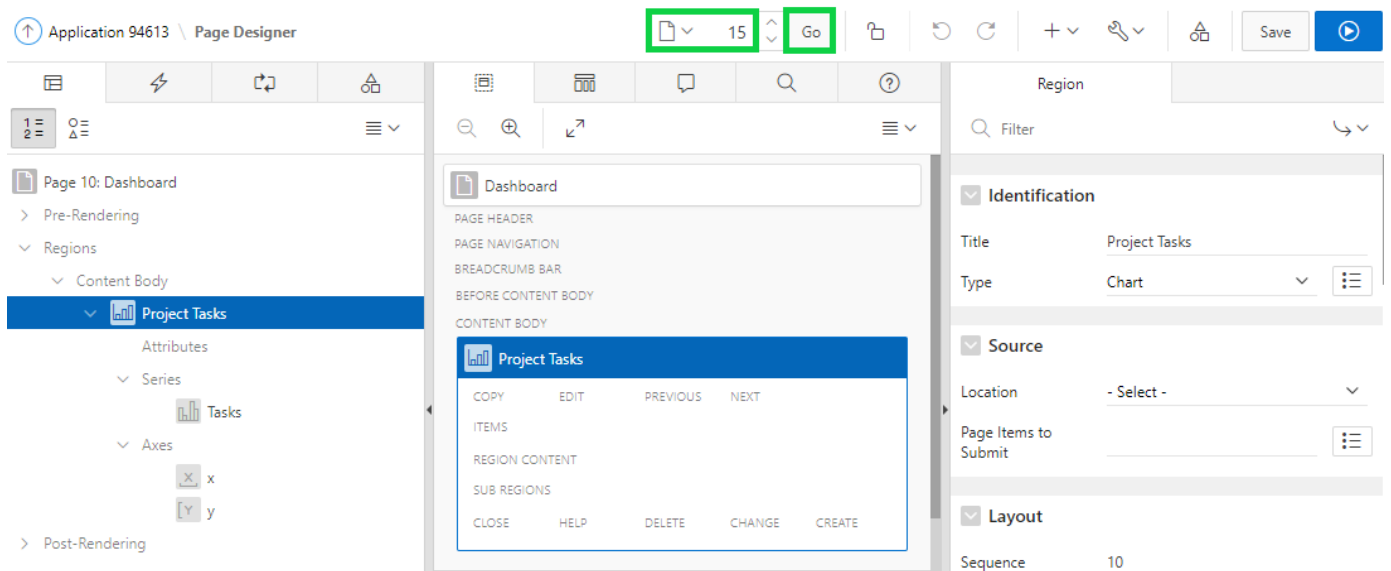 Application 94613 \ Page Designer
15
Go
Save
Region
Filter
Page 10: Dashboard
Pre-Rendering
Regions
Content Body
Project Tasks
Attributes
Series
Tasks
Axes
x
y
Post-Rendering
Dashboard
PAGE HEADER
PAGE NAVIGATION
BREADCRUMB BAR
BEFORE CONTENT BODY
CONTENT BODY
Project Tasks
COPY EDIT PREVIOUS NEXT
ITEMS
REGION CONTENT
SUB REGIONS
CLOSE HELP DELETE CHANGE CREATE
Identification
Title Project Tasks
Type Chart
Source
Location - Select -
Page Items to
Submit
Layout
Sequence 10